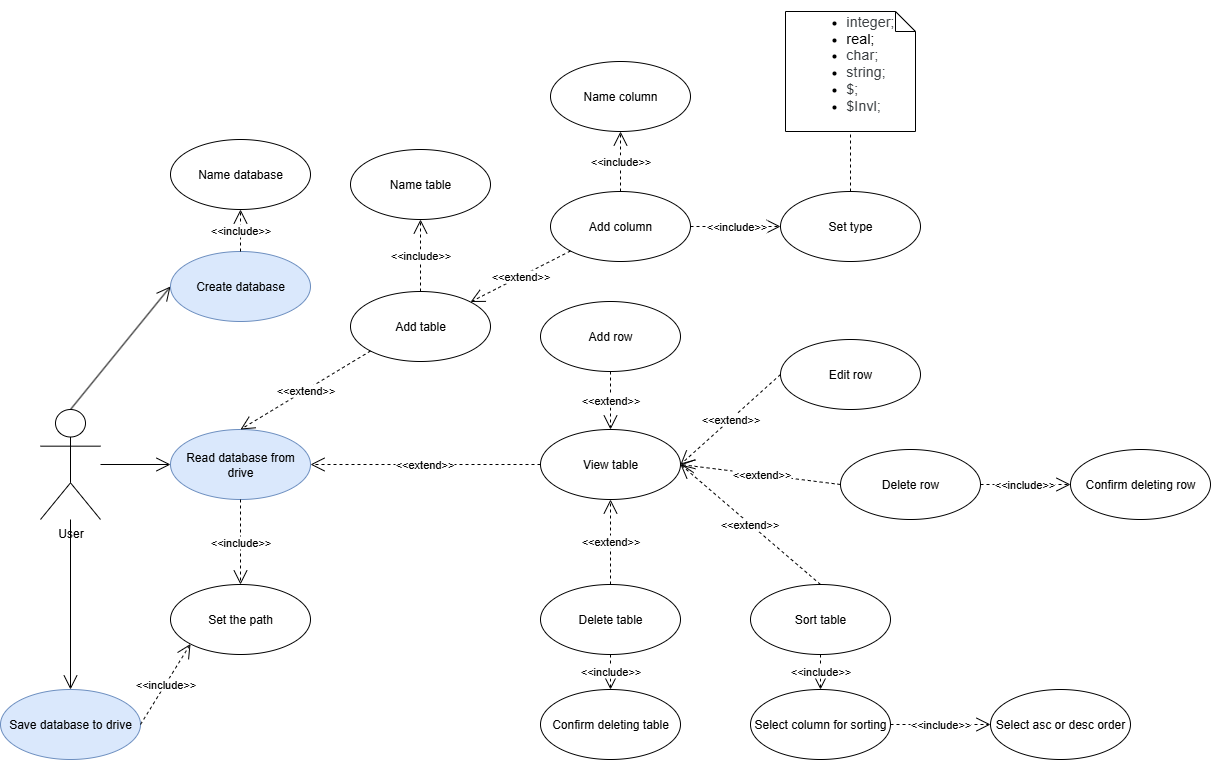 integer;
real;
char;
string;
$;
$Invl;
Name column
<<include>>
Name database
Name table
Add column
<<include>>
Set type
<<include>>
<<include>>
<<extend>>
Create database
Add table
Add row
Edit row
<<extend>>
<<extend>>
<<extend>>
Read database from
drive
<<extend>>
View table
<<extend>>
Delete row
<<include>>
Confirm deleting row
<<extend>>
User
<<include>>
<<extend>>
Set the path
Delete table
Sort table
<<include>>
<<include>>
<<include>>
Save database to drive
Confirm deleting table
Select column for sorting
<<include>>
Select asc or desc order